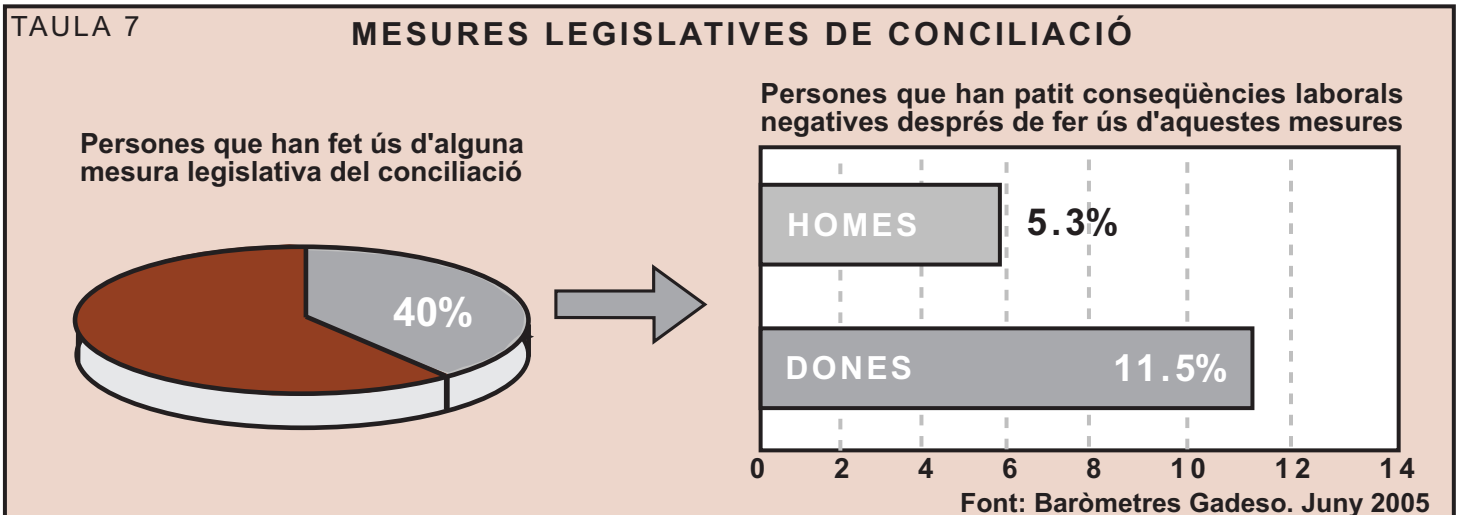 TAULA 7
MESURES LEGISLATIVES DE CONCILIACIÓ
Persones que han fet ús d'alguna
mesura legislativa del conciliació
40%
Persones que han patit conseqüències laborals
negatives després de fer ús d'aquestes mesures
HOMES 5.3%
DONES 11.5%
0 2 4 6 8 10 12 14
Font: Baròmetres Gadeso. Juny 2005